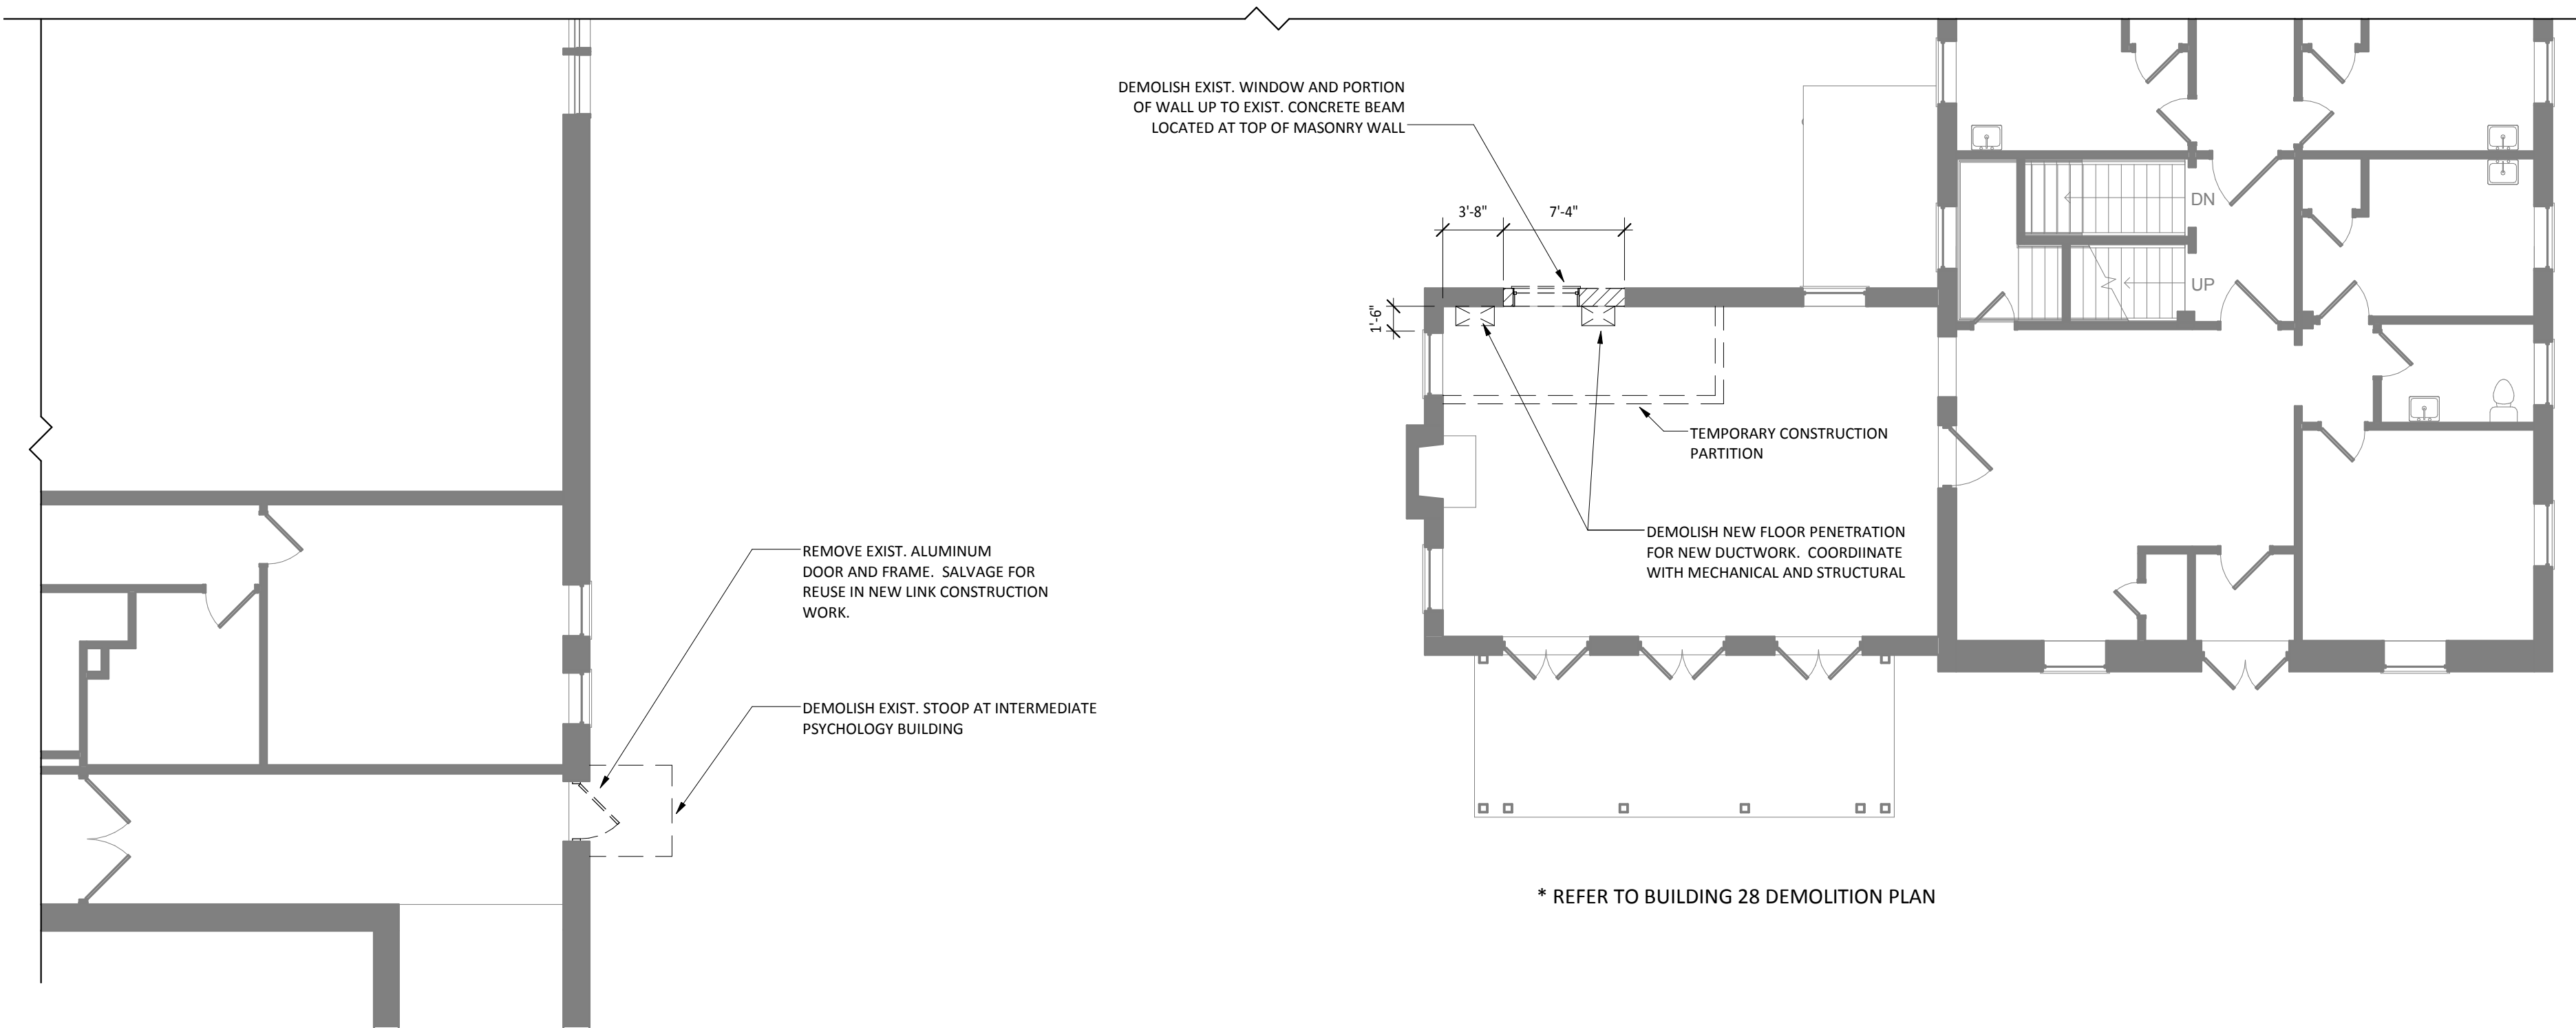 DEMOLISH EXIST. WINDOW AND PORTION
OF WALL UP TO EXIST. CONCRETE BEAM
LOCATED AT TOP OF MASONRY WALL
3'-8"
7'-4"
1'-6"
DN
UP
TEMPORARY CONSTRUCTION
PARTITION
DEMOLISH NEW FLOOR PENETRATION
FOR NEW DUCTWORK. COORDIINATE
WITH MECHANICAL AND STRUCTURAL
REMOVE EXIST. ALUMINUM
DOOR AND FRAME. SALVAGE FOR
REUSE IN NEW LINK CONSTRUCTION
WORK.
DEMOLISH EXIST. STOOP AT INTERMEDIATE
PSYCHOLOGY BUILDING
* REFER TO BUILDING 28 DEMOLITION PLAN